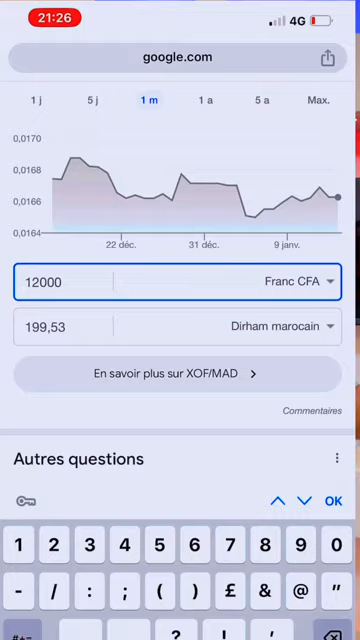 21:26
4G
google.com
1 j 5 j 1 m 1 a 5 a Max.
0,0170
0,0168
0,0166
0,0164
22 déc. 31 déc. 9 janv.
12000 Franc CFA
199,53 Dirham marocain
En savoir plus sur XOF/MAD
Commentaires
Autres questions
OK
1 2 3 4 5 6 7 8 9 0
- / : ; ( ) £ & @ "
#+= ? ! ,